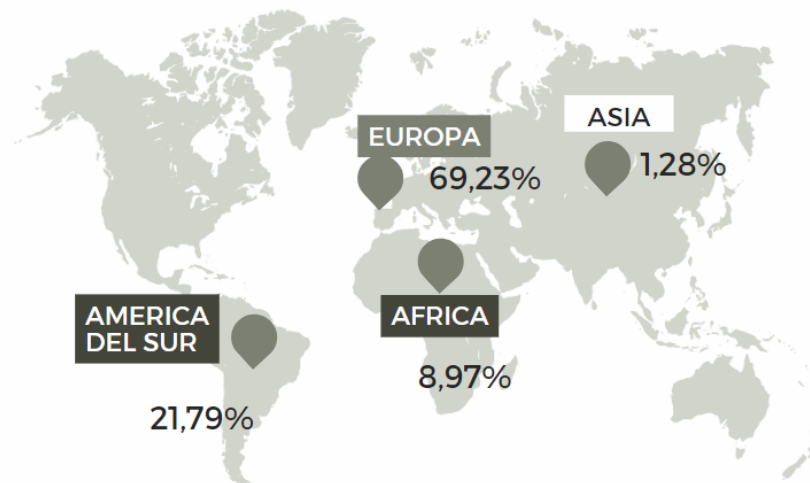 EUROPA
69,23%
ASIA
1,28%
AMERICA
DEL SUR
21,79%
AFRICA
8,97%